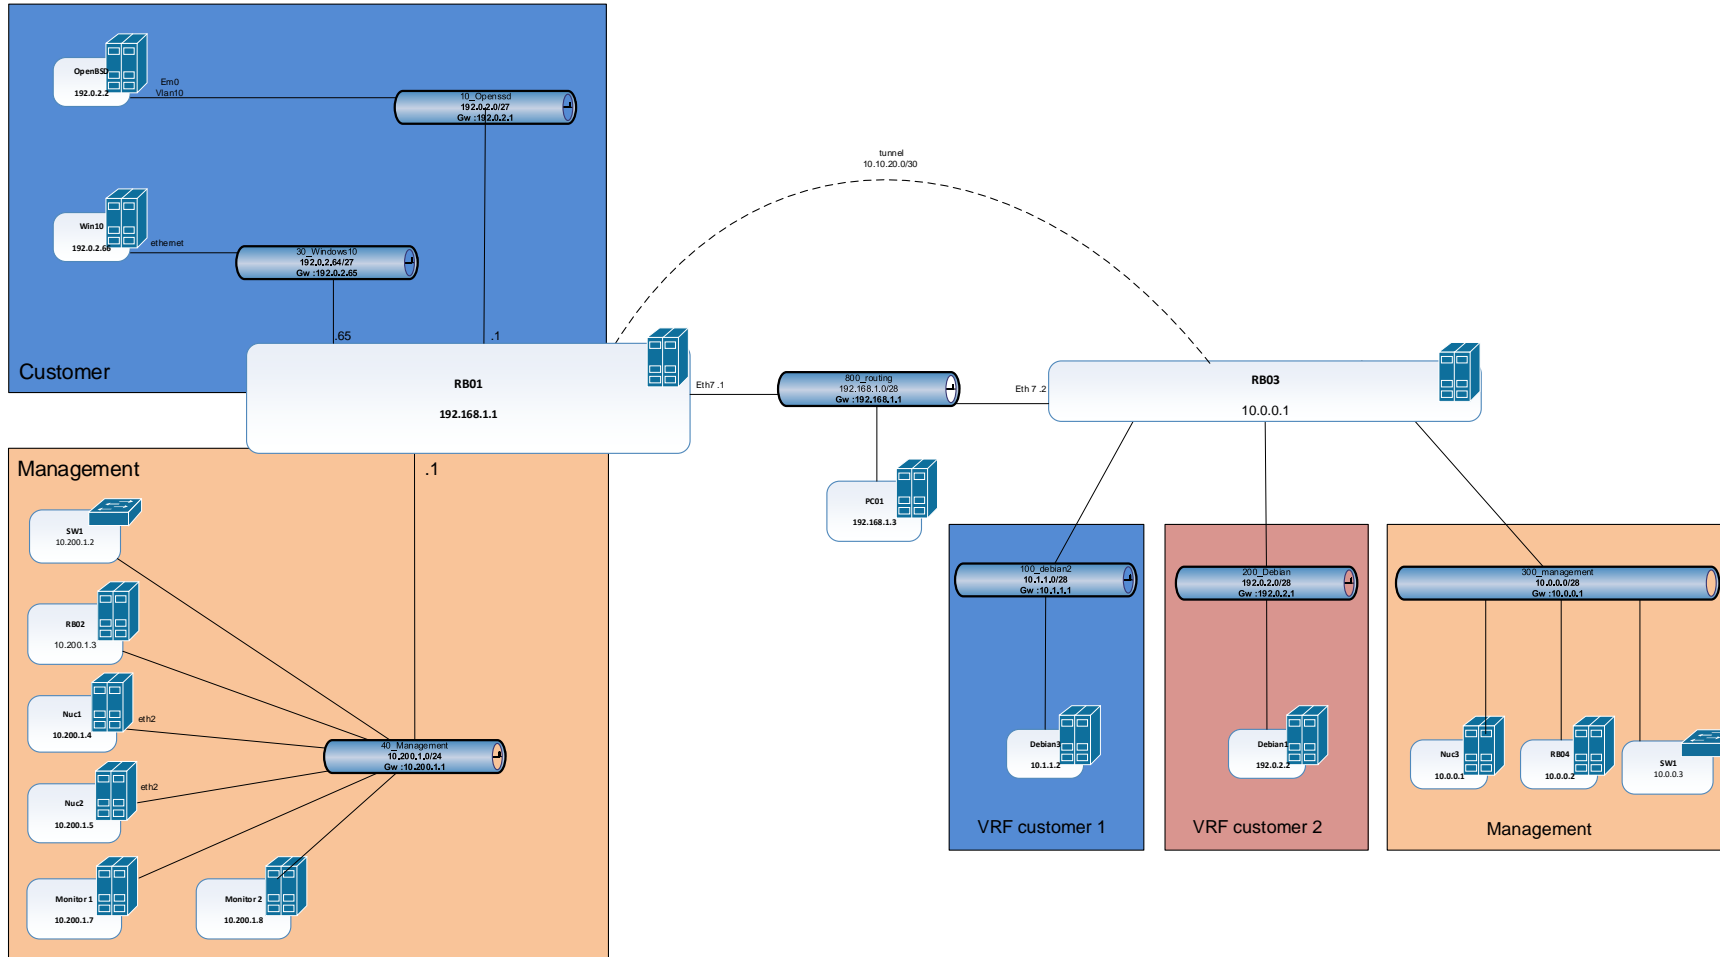 OpenBSD
192.0.2.2
Em0
Vlan10
10_Openssd
192.0.2.0/27
Gw :192.0.2.1
Win10
192.0.2.66
ethernet
30_Windows10
192.0.2.64/27
Gw :192.0.2.65
.65
.1
Customer
tunnel
10.10.20.0/30
RB01
192.168.1.1
Eth7 .1
800_routing
192.168.1.0/28
Gw :192.168.1.1
Eth 7 .2
RB03
10.0.0.1
PC01
192.168.1.3
Management
.1
SW1
10.200.1.2
RB02
10.200.1.3
Nuc1
10.200.1.4
eth2
40_Management
10.200.1.0/24
Gw :10.200.1.1
Nuc2
10.200.1.5
eth2
Monitor 1
10.200.1.7
Monitor 2
10.200.1.8
100_debian2
10.1.1.0/28
Gw :10.1.1.1
Debian3
10.1.1.2
VRF customer 1
200_Debian
192.0.2.0/28
Gw :192.0.2.1
Debian1
192.0.2.2
VRF customer 2
300_management
10.0.0.0/28
Gw :10.0.0.1
Nuc3
10.0.0.1
RB04
10.0.0.2
SW1
10.0.0.3
Management